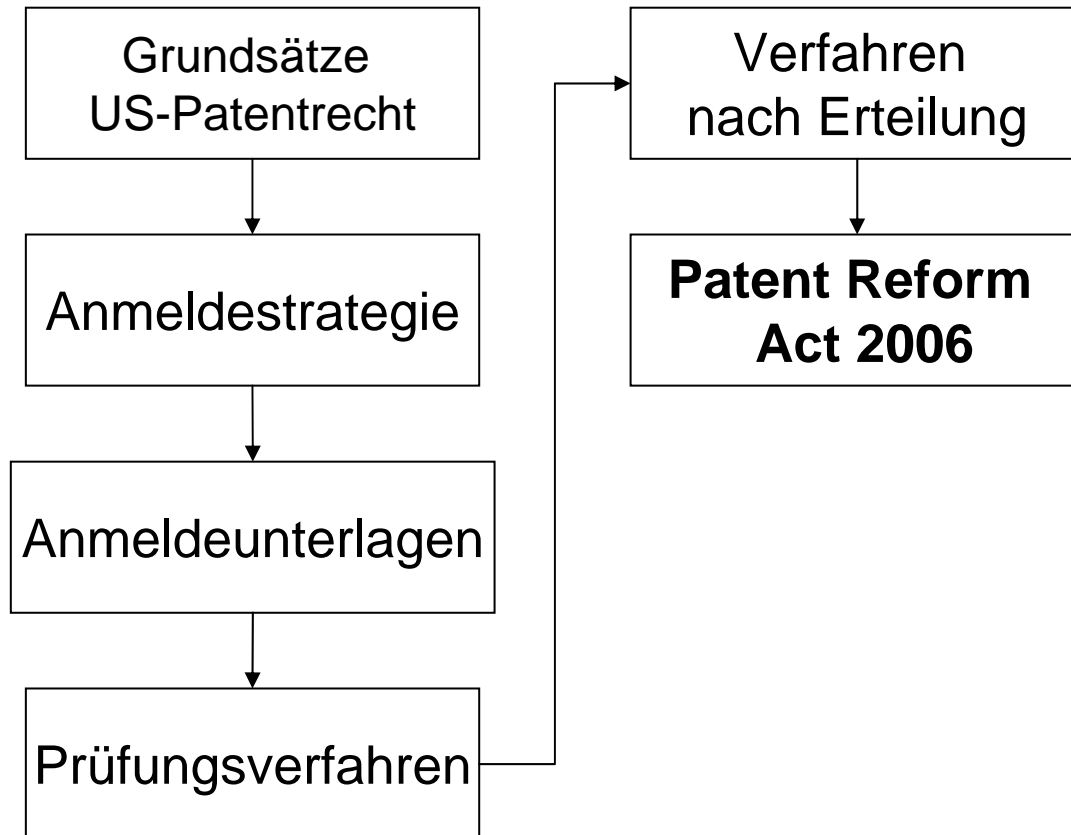 Grundsätze
US-Patentrecht
Anmeldestrategie
Anmeldeunterlagen
Prüfungsverfahren
Verfahren
nach Erteilung
Patent Reform
Act 2006